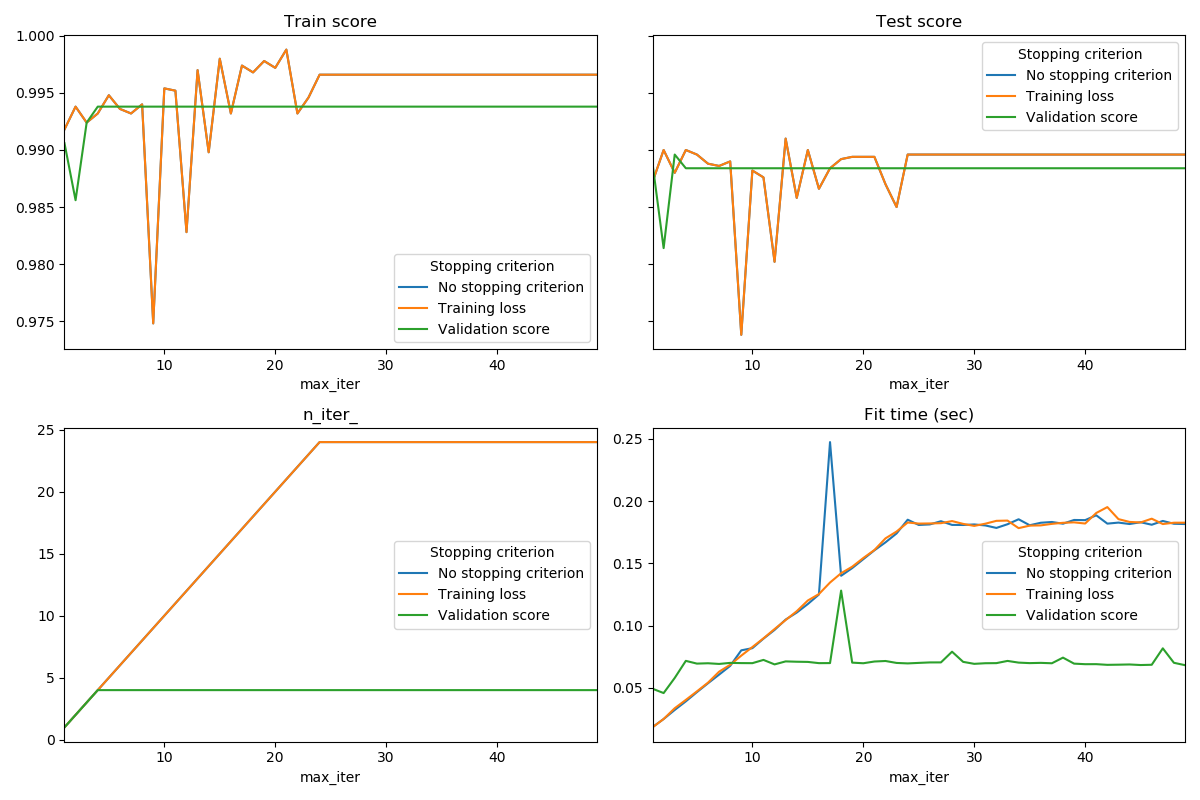 Train score
1.000
0.995
0.990
0.985
0.980
0.975
Stopping criterion
No stopping criterion
Training loss
Validation score
10 20 30 40
max_iter
Test score
Stopping criterion
No stopping criterion
Training loss
Validation score
10 20 30 40
max_iter
n_iter_
25
20
15
10
5
0
Stopping criterion
No stopping criterion
Training loss
Validation score
10 20 30 40
max_iter
Fit time (sec)
0.25
0.20
0.15
0.10
0.05
Stopping criterion
No stopping criterion
Training loss
Validation score
10 20 30 40
max_iter